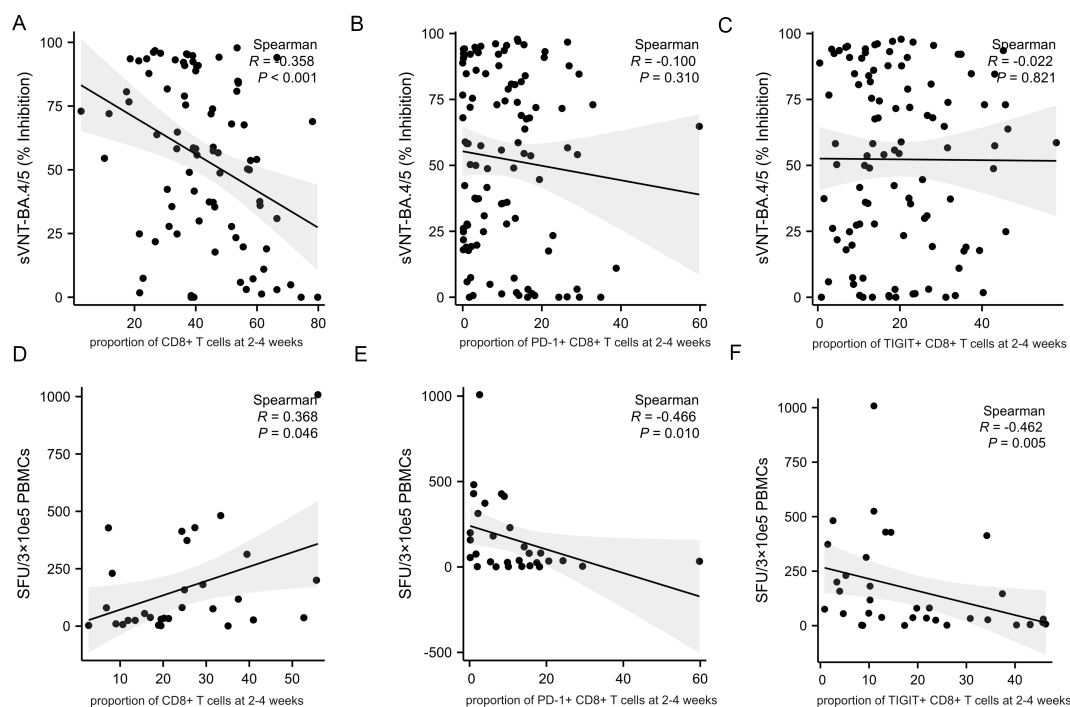 A
100
75
50
25
0
20
40
60
80
sVNT-BA.4/5 (% Inhibition)
proportion of CD8+ T cells at 2-4 weeks
Spearman
R = -0.358
P < 0.001
B
100
75
50
25
0
0
20
40
60
sVNT-BA.4/5 (% Inhibition)
proportion of PD-1+ CD8+ T cells at 2-4 weeks
Spearman
R = -0.100
P = 0.310
C
100
75
50
25
0
0
20
40
sVNT-BA.4/5 (% Inhibition)
proportion of TIGIT+ CD8+ T cells at 2-4 weeks
Spearman
R = -0.022
P = 0.821
D
1000
750
500
250
0
10
20
30
40
50
SFU/3×10e5 PBMCs
proportion of CD8+ T cells at 2-4 weeks
Spearman
R = 0.368
P = 0.046
E
1000
500
0
-500
0
20
40
60
SFU/3×10e5 PBMCs
proportion of PD-1+ CD8+ T cells at 2-4 weeks
Spearman
R = -0.466
P = 0.010
F
1000
750
500
250
0
0
10
20
30
40
SFU/3×10e5 PBMCs
proportion of TIGIT+ CD8+ T cells at 2-4 weeks
Spearman
R = -0.462
P = 0.005